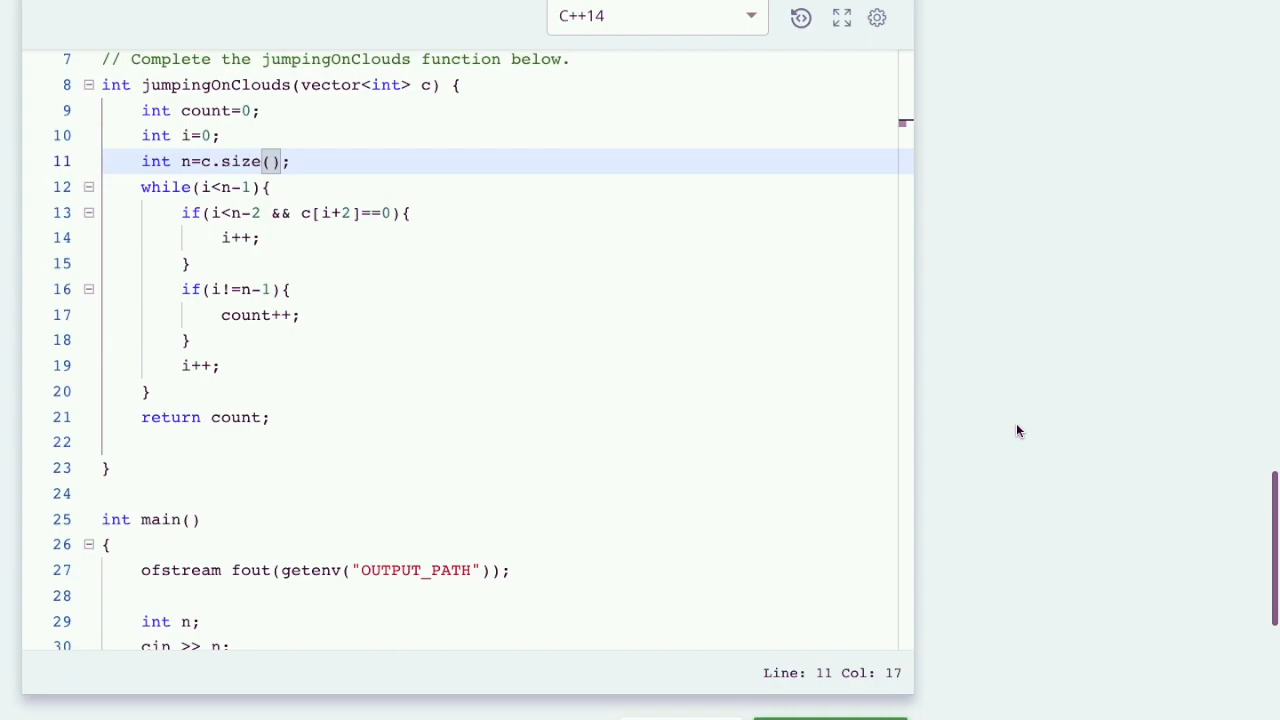 C++14
7 // Complete the jumpingOnClouds function below.
8 int jumpingOnClouds(vector<int> c) {
9 int count=0;
10 int i=0;
11 int n=c.size();
12 while(i<n-1){
13 if(i<n-2 && c[i+2]==0){
14 i++;
15 }
16 if(i!=n-1){
17 count++;
18 }
19 i++;
20 }
21 return count;
22
23 }
24
25 int main()
26 {
27 ofstream fout(getenv("OUTPUT_PATH"));
28
29 int n;
30 cin >> n;
Line: 11 Col: 17